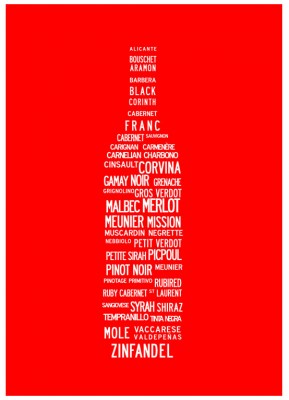 ALICANTE
BOUSCHET
ARAMON
BARBERA
BLACK
CORINTH
CABERNET
FRANC
CABERNET SAUVIGNON
CARIGNAN CARMENÉRE
CARNELIAN CHARBONO
CINSAULT CORVINA
GAMAY NOIR GRENACHE
GRIGNOLINO GROS VERDOT
MALBEC MERLOT
MEUNIER MISSION
MUSCARDIN NEGRETTE
NEBBIOLO PETIT VERDOT
PETITE SIRAH PICPOUL
PINOT NOIR MEUNIER
PINOTAGE PRIMITIVO RUBIRED
RUBY CABERNET ST LAURENT
SANGIOVESE SYRAH SHIRAZ
TEMPRANILLO TINTA NEGRA
MOLE VACCARESE
VALDEPEÑAS
ZINFANDEL